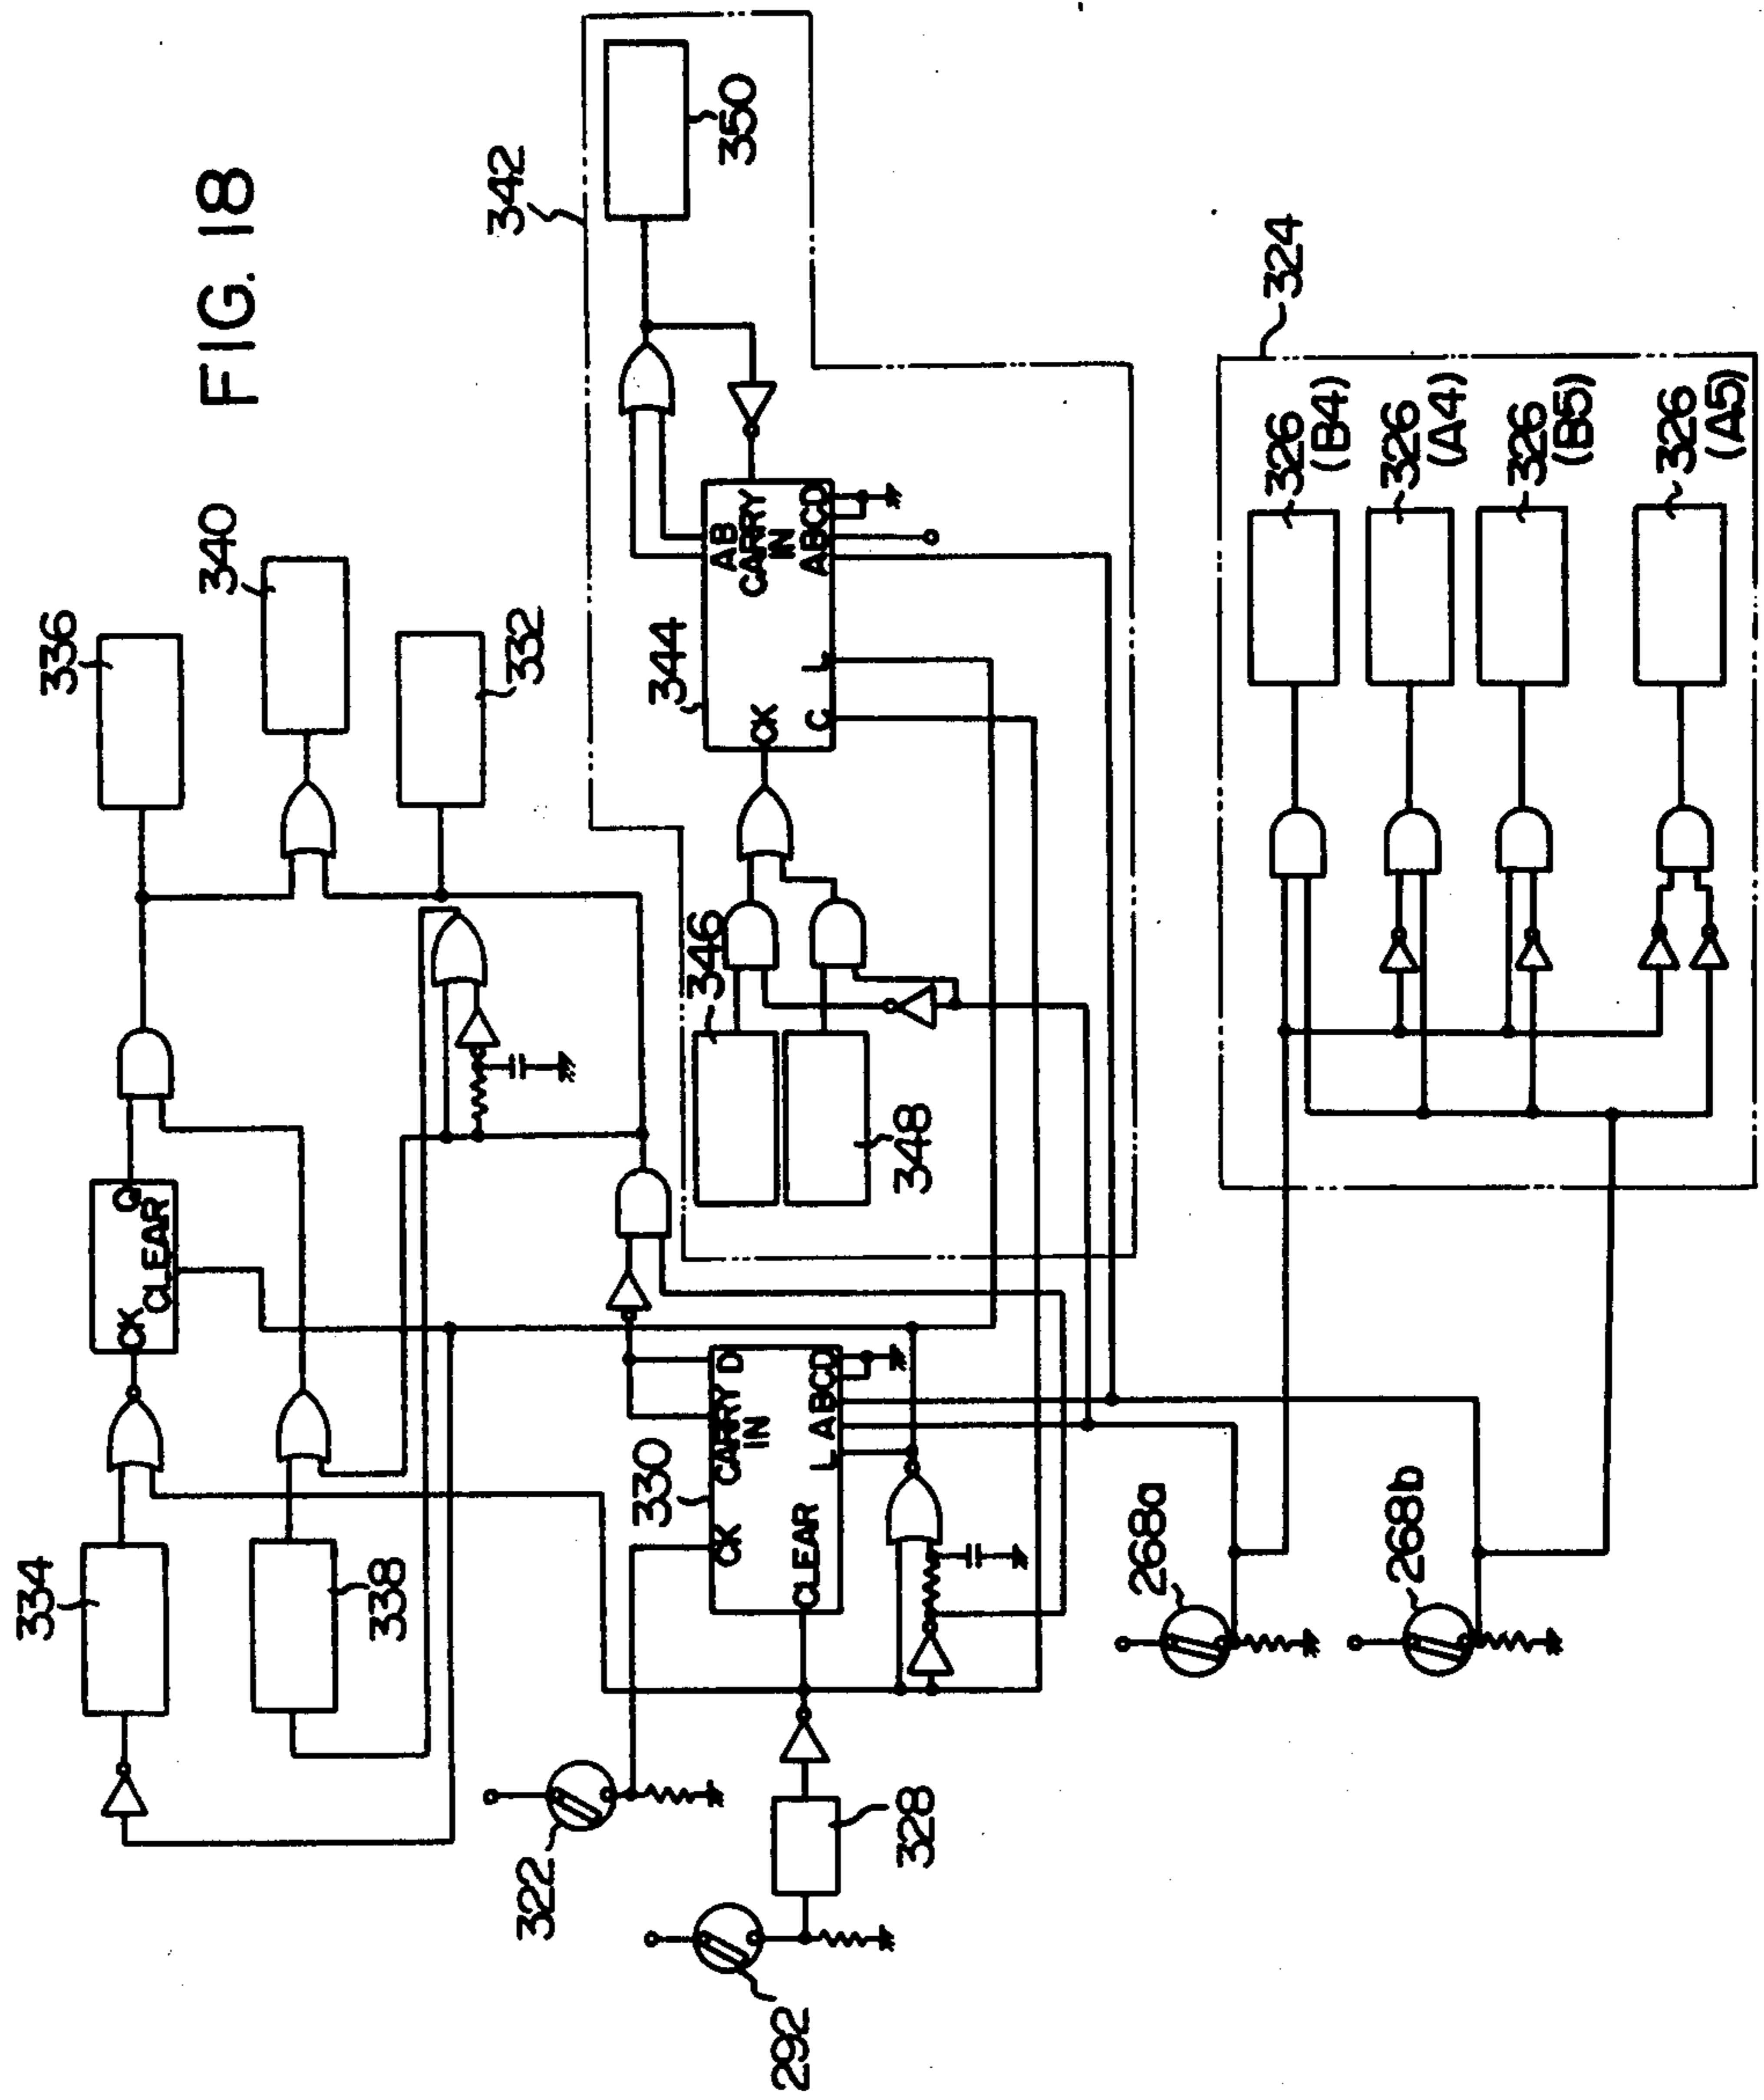 FIG. 18
336
340
332
342
350
334
CK
Q
CLEAR
338
344
CK
AB
CARRY
IN
C
L
ABCD
346
348
322
330
CK
CARRY
IN
D
CLEAR
L
A
BCD
292
328
268a
268b
324
326
(B4)
326
(A4)
326
(B5)
326
(A5)